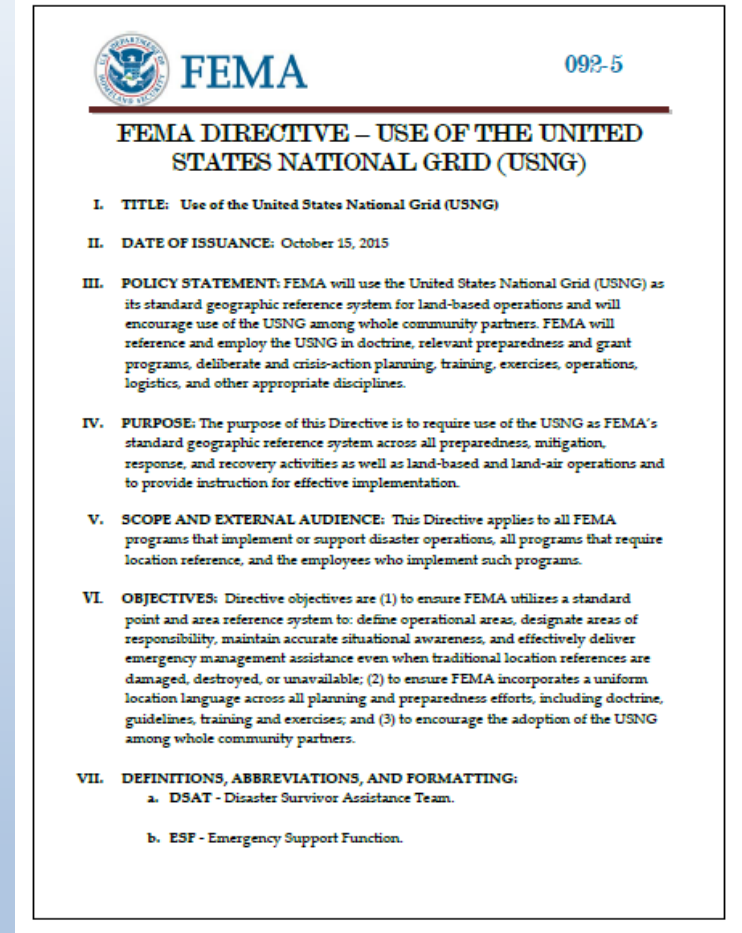 U.S. DEPARTMENT OF
HOMELAND SECURITY
FEMA
092-5
FEMA DIRECTIVE – USE OF THE UNITED
STATES NATIONAL GRID (USNG)
I. TITLE: Use of the United States National Grid (USNG)
II. DATE OF ISSUANCE: October 15, 2015
III. POLICY STATEMENT: FEMA will use the United States National Grid (USNG) as
its standard geographic reference system for land-based operations and will
encourage use of the USNG among whole community partners. FEMA will
reference and employ the USNG in doctrine, relevant preparedness and grant
programs, deliberate and crisis-action planning, training, exercises, operations,
logistics, and other appropriate disciplines.
IV. PURPOSE: The purpose of this Directive is to require use of the USNG as FEMA's
standard geographic reference system across all preparedness, mitigation,
response, and recovery activities as well as land-based and land-air operations and
to provide instruction for effective implementation.
V. SCOPE AND EXTERNAL AUDIENCE: This Directive applies to all FEMA
programs that implement or support disaster operations, all programs that require
location reference, and the employees who implement such programs.
VI. OBJECTIVES: Directive objectives are (1) to ensure FEMA utilizes a standard
point and area reference system to: define operational areas, designate areas of
responsibility, maintain accurate situational awareness, and effectively deliver
emergency management assistance even when traditional location references are
damaged, destroyed, or unavailable; (2) to ensure FEMA incorporates a uniform
location language across all planning and preparedness efforts, including doctrine,
guidelines, training and exercises; and (3) to encourage the adoption of the USNG
among whole community partners.
VII. DEFINITIONS, ABBREVIATIONS, AND FORMATTING:
a. DSAT - Disaster Survivor Assistance Team.
b. ESF - Emergency Support Function.